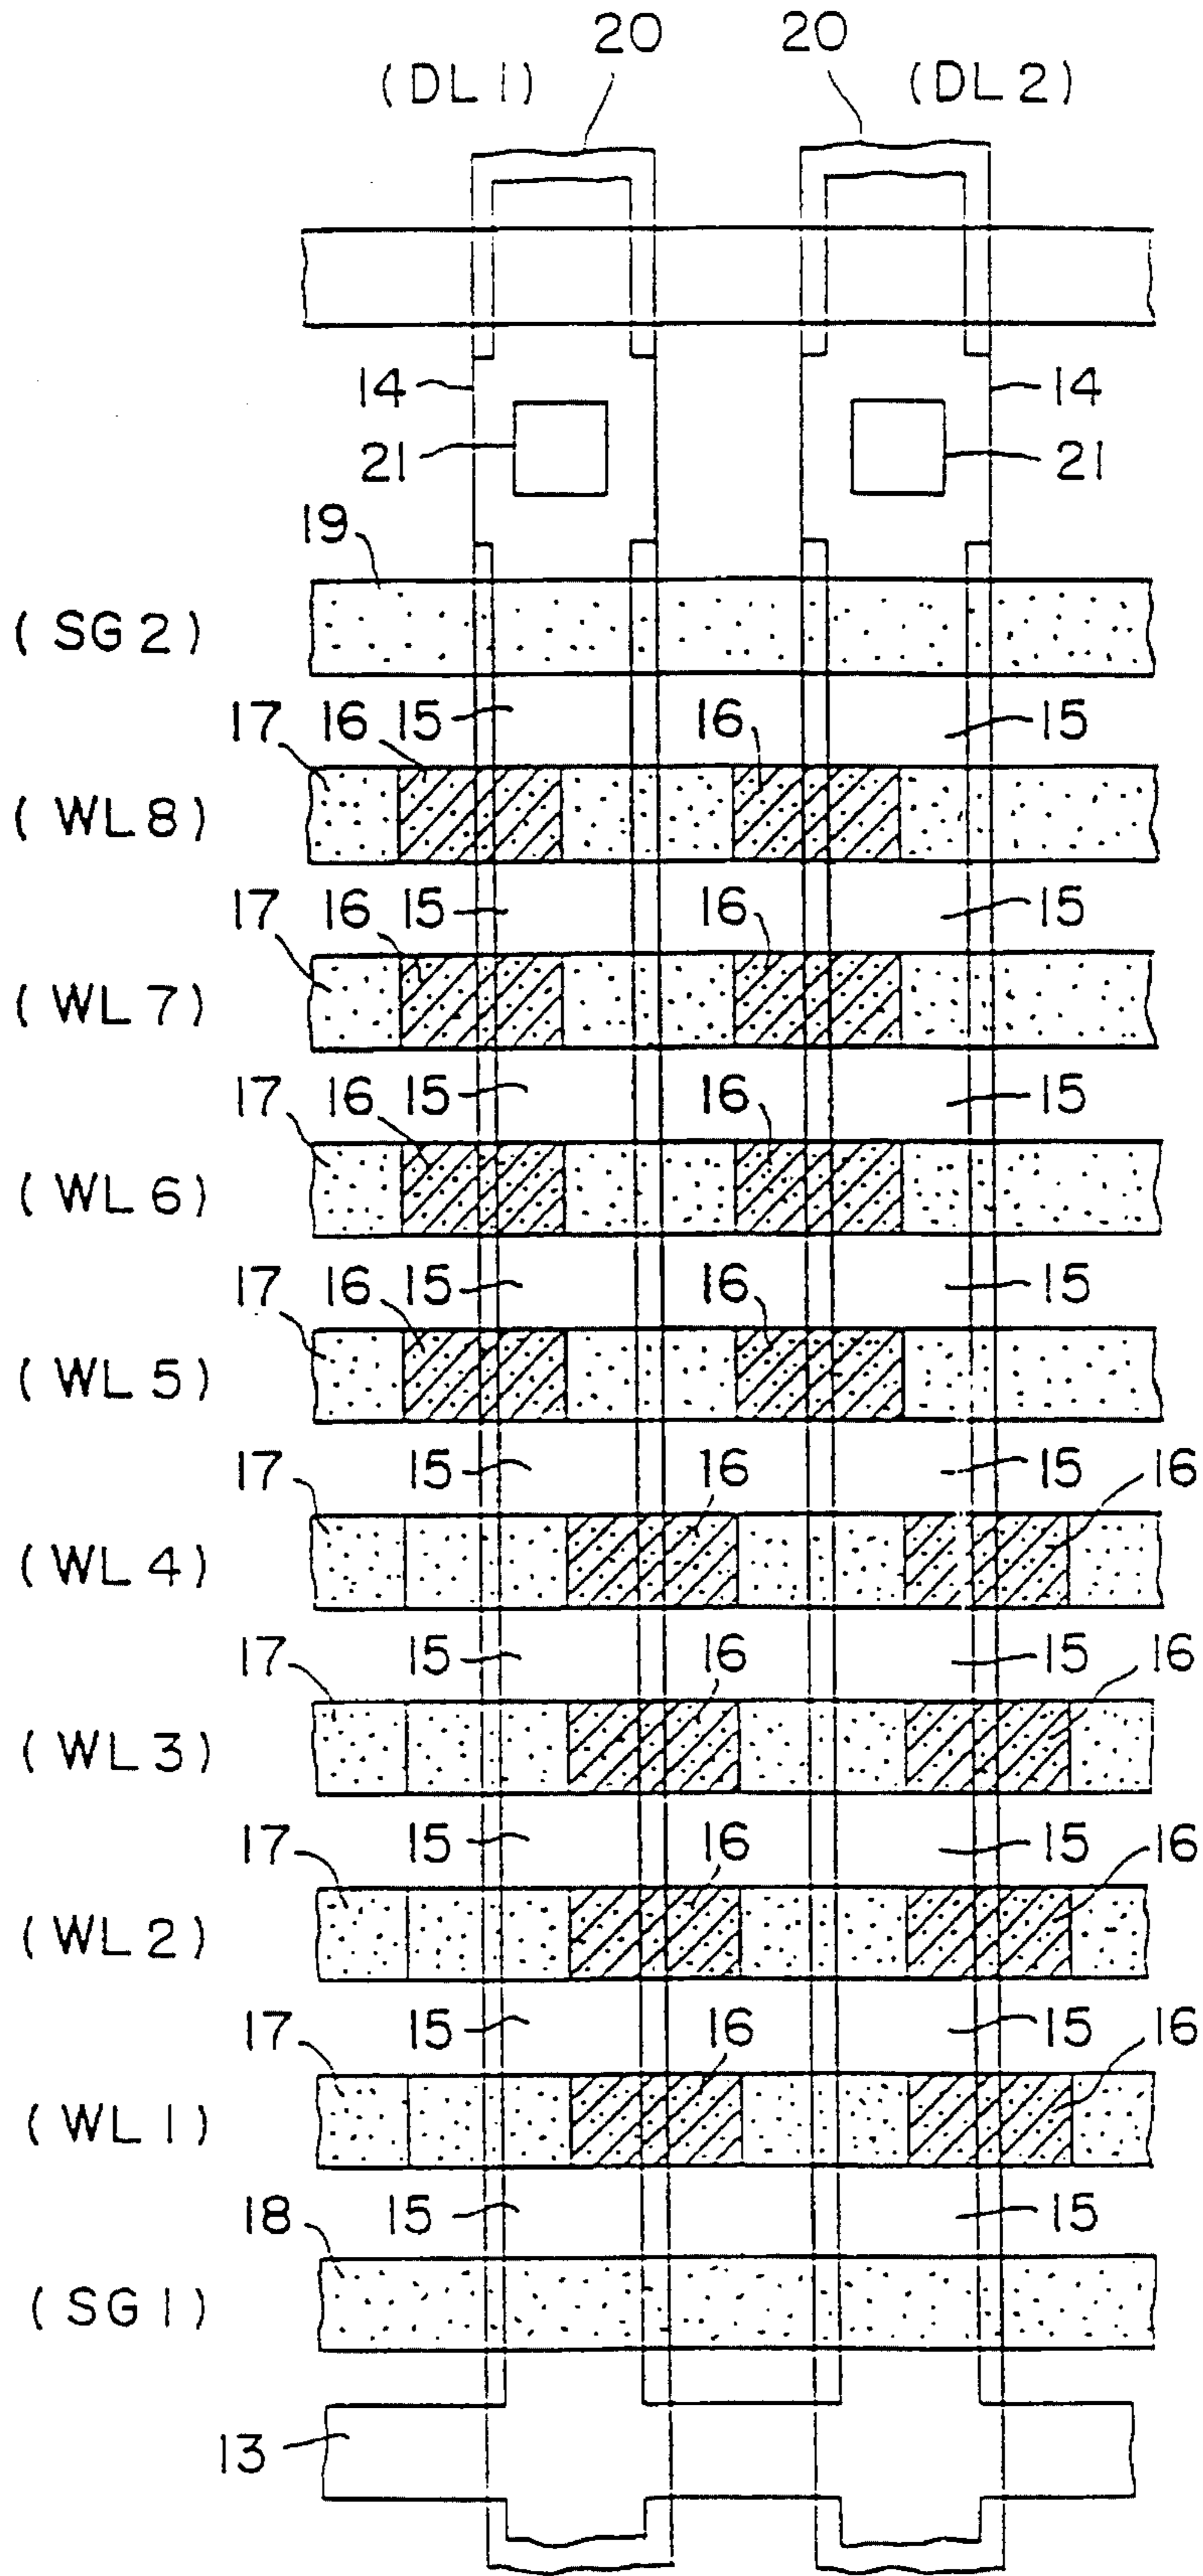 20 20
(DL1) (DL2)
14 14
21 21
19
(SG2)
17 16 15 16 15
(WL8)
17 16 15 16 15
(WL7)
17 16 15 16 15
(WL6)
17 16 15 16 15
(WL5)
17 15 16 15 16
(WL4)
17 15 16 15 16
(WL3)
17 15 16 15 16
(WL2)
17 15 16 15 16
(WL1)
18 15 15
(SG1)
13